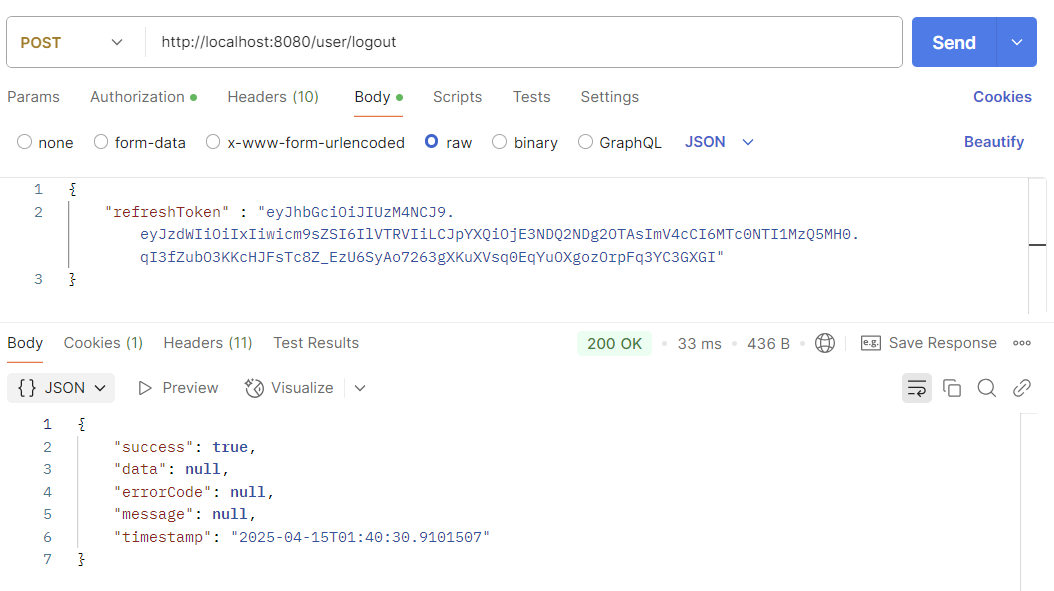 POST http://localhost:8080/user/logout Send
Params Authorization Headers (10) Body Scripts Tests Settings Cookies
none form-data x-www-form-urlencoded raw binary GraphQL JSON Beautify
1 {
2 "refreshToken" : "eyJhbGciOiJIUzM4NCJ9.
eyJzdWIiOiIxIiwicm9sZSI6IlVTRVIiLCJpYXQiOjE3NDQ2NDg2OTAsImV4cCI6MTc0NTI1MzQ5MH0.
qI3fZubO3KKcHJFsTc8Z_EzU6SyAo7263gXKuXVsq0EqYuOXgozOrpFq3YC3GXGI"
3 }
Body Cookies (1) Headers (11) Test Results 200 OK 33 ms 436 B e.g. Save Response
{} JSON Preview Visualize
1 {
2 "success": true,
3 "data": null,
4 "errorCode": null,
5 "message": null,
6 "timestamp": "2025-04-15T01:40:30.9101507"
7 }